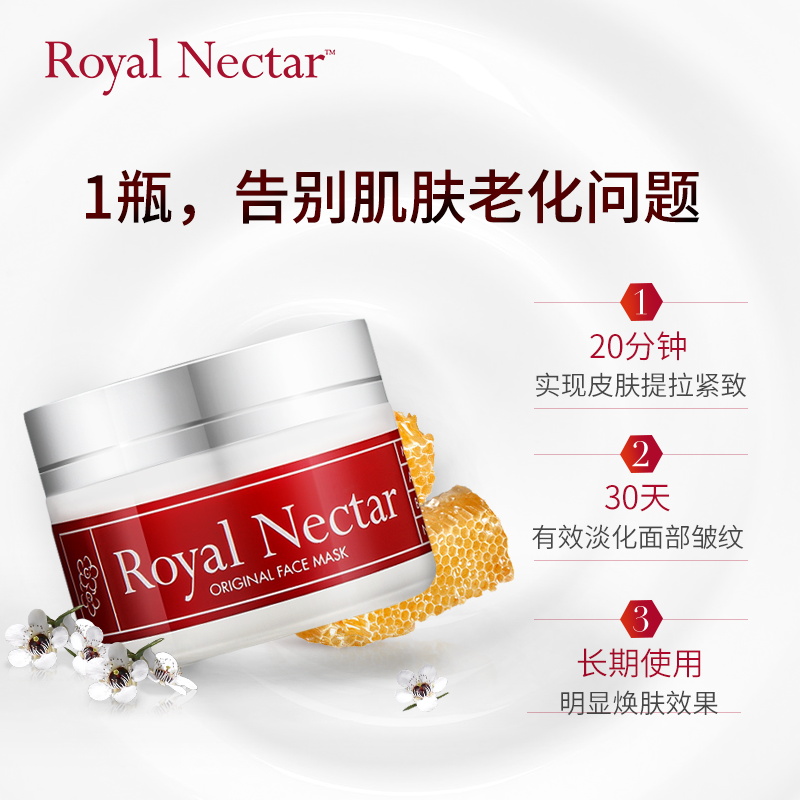 Royal Nectar™
1瓶，告别肌肤老化问题
1
20分钟
实现皮肤提拉紧致
2
30天
有效淡化面部皱纹
3
长期使用
明显焕肤效果
Royal Nectar
ORIGINAL FACE MASK